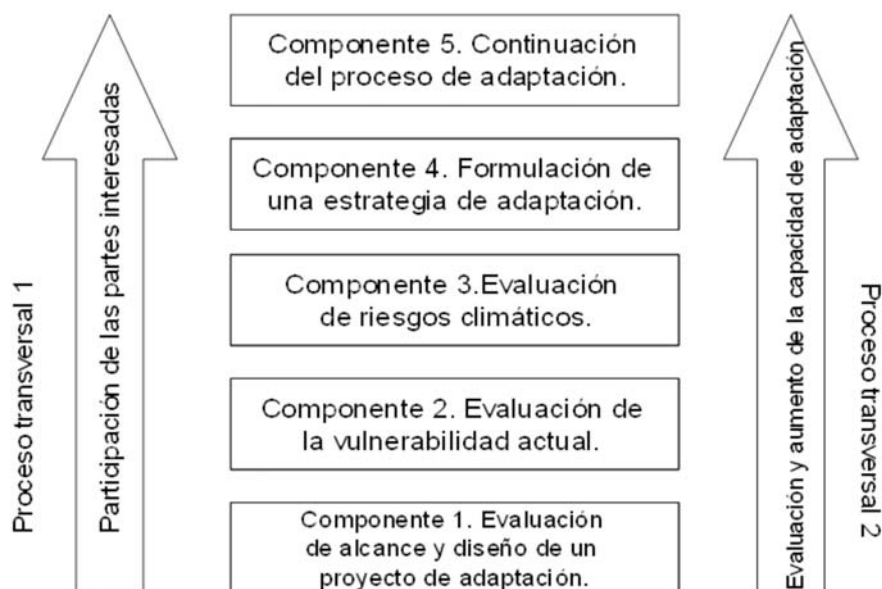 Proceso transversal 1
Participación de las partes interesadas
Componente 5. Continuación
del proceso de adaptación.
Componente 4. Formulación de
una estrategia de adaptación.
Componente 3.Evaluación
de riesgos climáticos.
Componente 2. Evaluación de
la vulnerabilidad actual.
Componente 1. Evaluación
de alcance y diseño de un
proyecto de adaptación.
Evaluación y aumento de la capacidad de adaptación
Proceso transversal 2